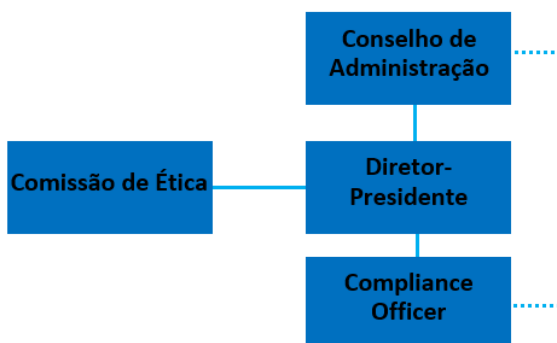 Conselho de
Administração
Comissão de Ética
Diretor-
Presidente
Compliance
Officer